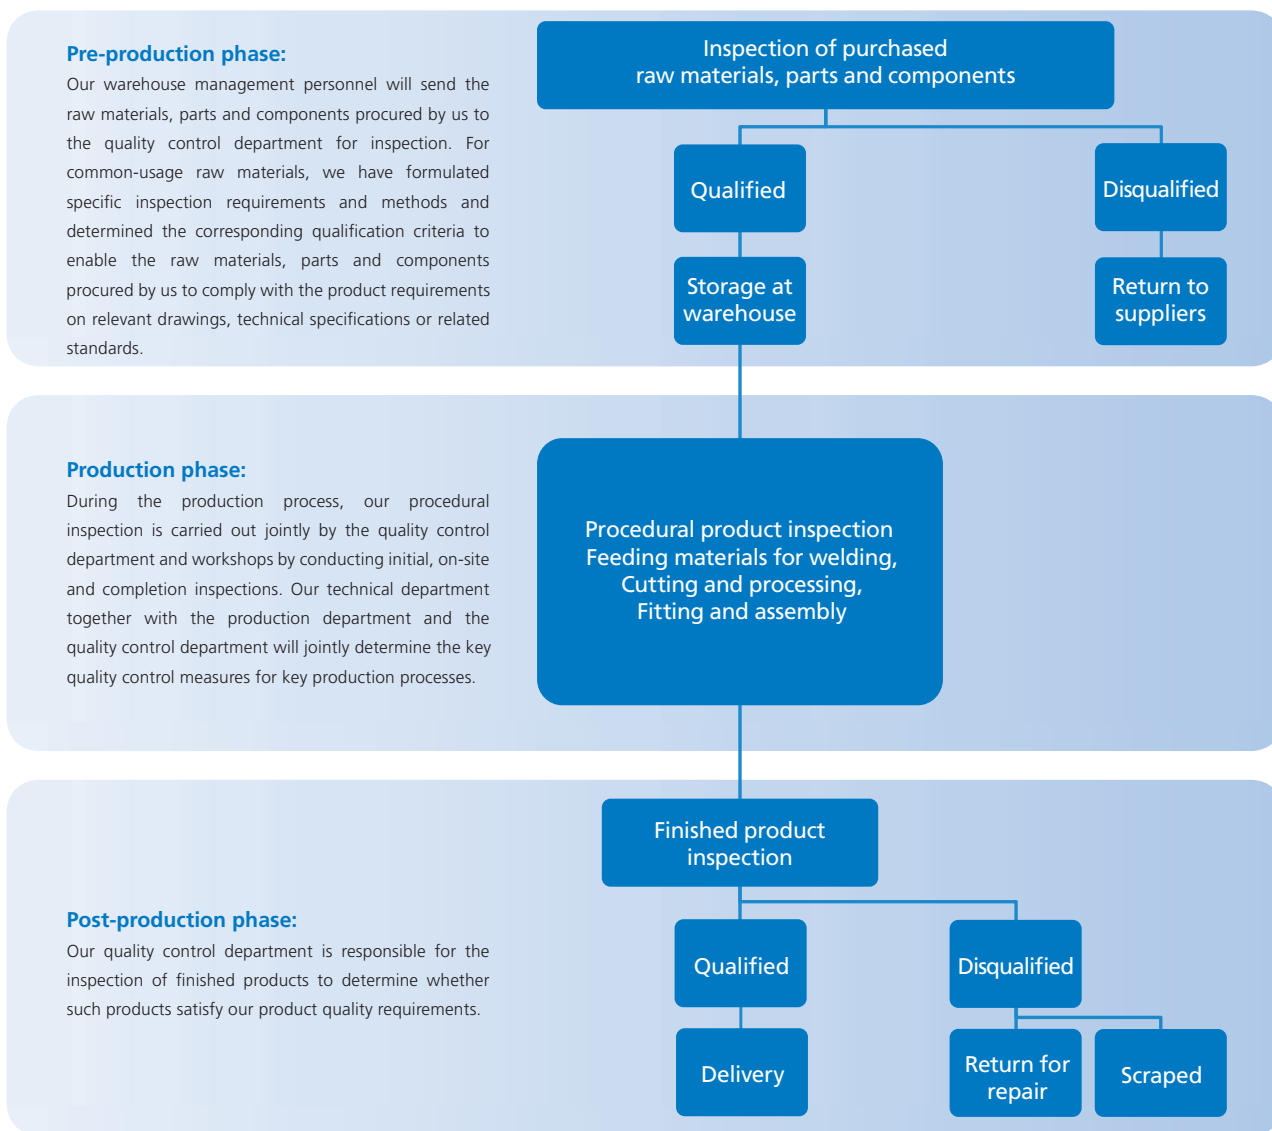 Pre-production phase:
Our warehouse management personnel will send the
raw materials, parts and components procured by us to
the quality control department for inspection. For
common-usage raw materials, we have formulated
specific inspection requirements and methods and
determined the corresponding qualification criteria to
enable the raw materials, parts and components
procured by us to comply with the product requirements
on relevant drawings, technical specifications or related
standards.
Inspection of purchased
raw materials, parts and components
Qualified
Disqualified
Storage at
warehouse
Return to
suppliers
Production phase:
During the production process, our procedural
inspection is carried out jointly by the quality control
department and workshops by conducting initial, on-site
and completion inspections. Our technical department
together with the production department and the
quality control department will jointly determine the key
quality control measures for key production processes.
Procedural product inspection
Feeding materials for welding,
Cutting and processing,
Fitting and assembly
Post-production phase:
Our quality control department is responsible for the
inspection of finished products to determine whether
such products satisfy our product quality requirements.
Finished product
inspection
Qualified
Disqualified
Delivery
Return for
repair
Scraped